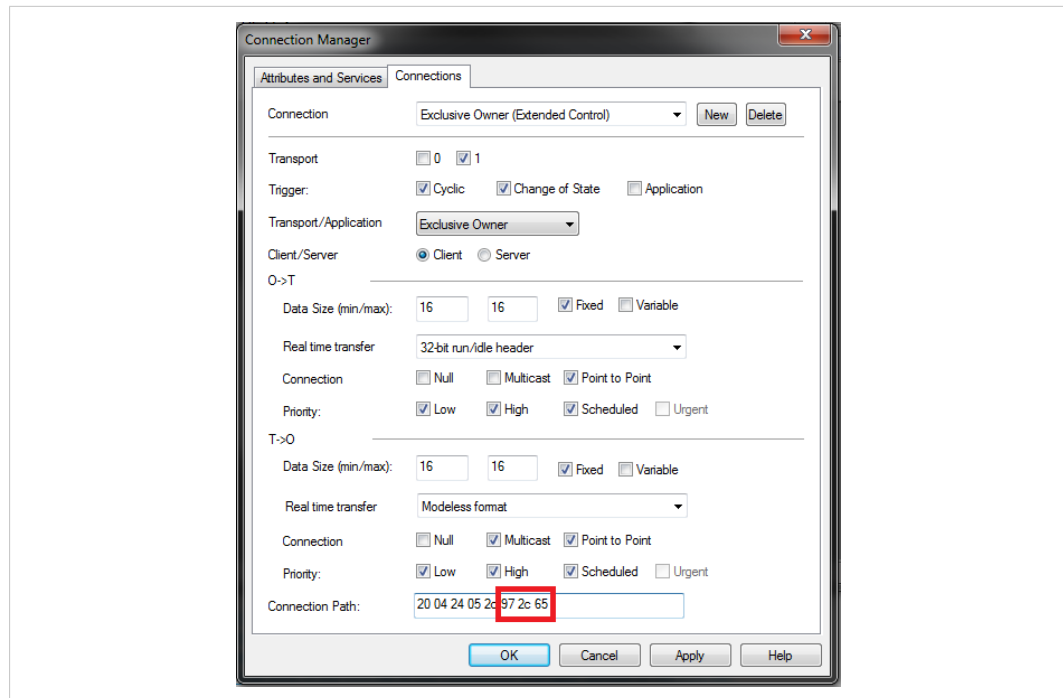 Connection Manager
Attributes and Services Connections
Connection Exclusive Owner (Extended Control) New Delete
Transport 0 1
Trigger: Cyclic Change of State Application
Transport/Application Exclusive Owner
Client/Server Client Server
O->T
Data Size (min/max): 16 16 Fixed Variable
Real time transfer 32-bit run/idle header
Connection Null Multicast Point to Point
Priority: Low High Scheduled Urgent
T->O
Data Size (min/max): 16 16 Fixed Variable
Real time transfer Modeless format
Connection Null Multicast Point to Point
Priority: Low High Scheduled Urgent
Connection Path: 20 04 24 05 2c 97 2c 65
OK Cancel Apply Help